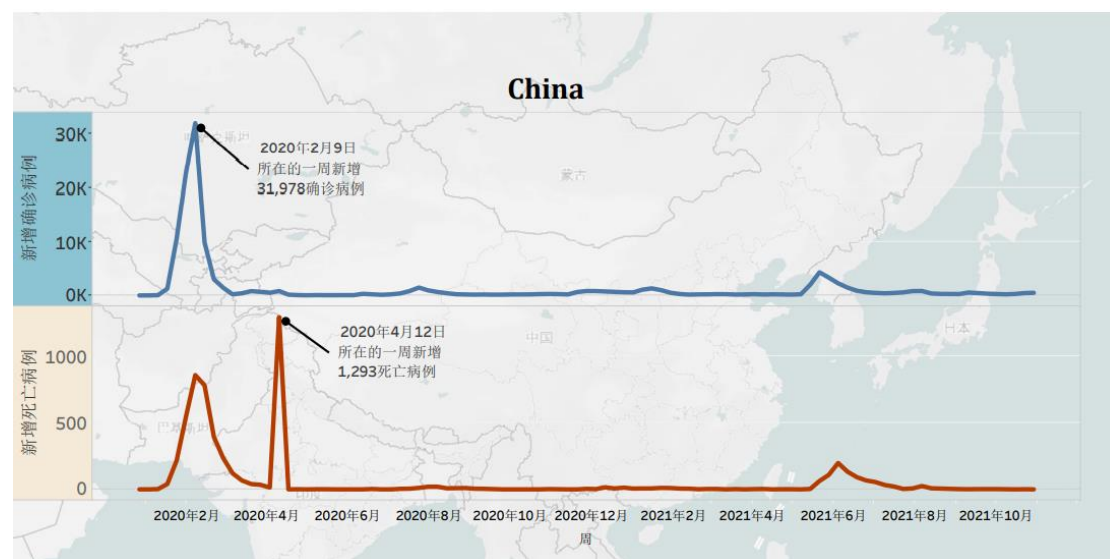 China
30K
20K
10K
0K
新增确诊病例
2020年2月9日
所在的一周新增
31,978确诊病例
蒙古
1000
500
0
新增死亡病例
2020年4月12日
所在的一周新增
1,293死亡病例
中国
日本
巴基斯坦
印度
2020年2月
2020年4月
2020年6月
2020年8月
2020年10月
2020年12月
2021年2月
2021年4月
2021年6月
2021年8月
2021年10月
周